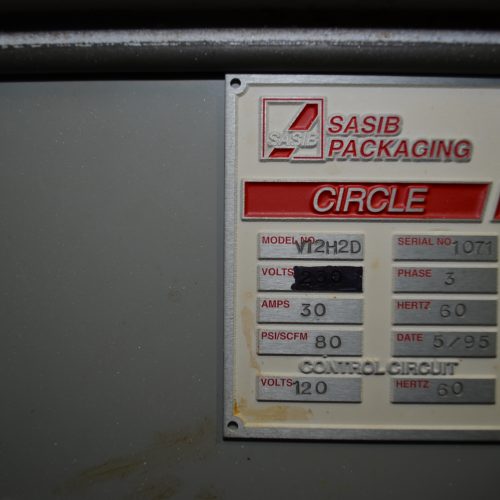 SASIB
SASIB
PACKAGING
CIRCLE
MODEL NO VT2H2D SERIAL NO 1071
VOLTS PHASE 3
AMPS 30 HERTZ 60
PSI/SCFM 80 DATE 5/95
CONTROL CIRCUIT
VOLTS 120 HERTZ 60